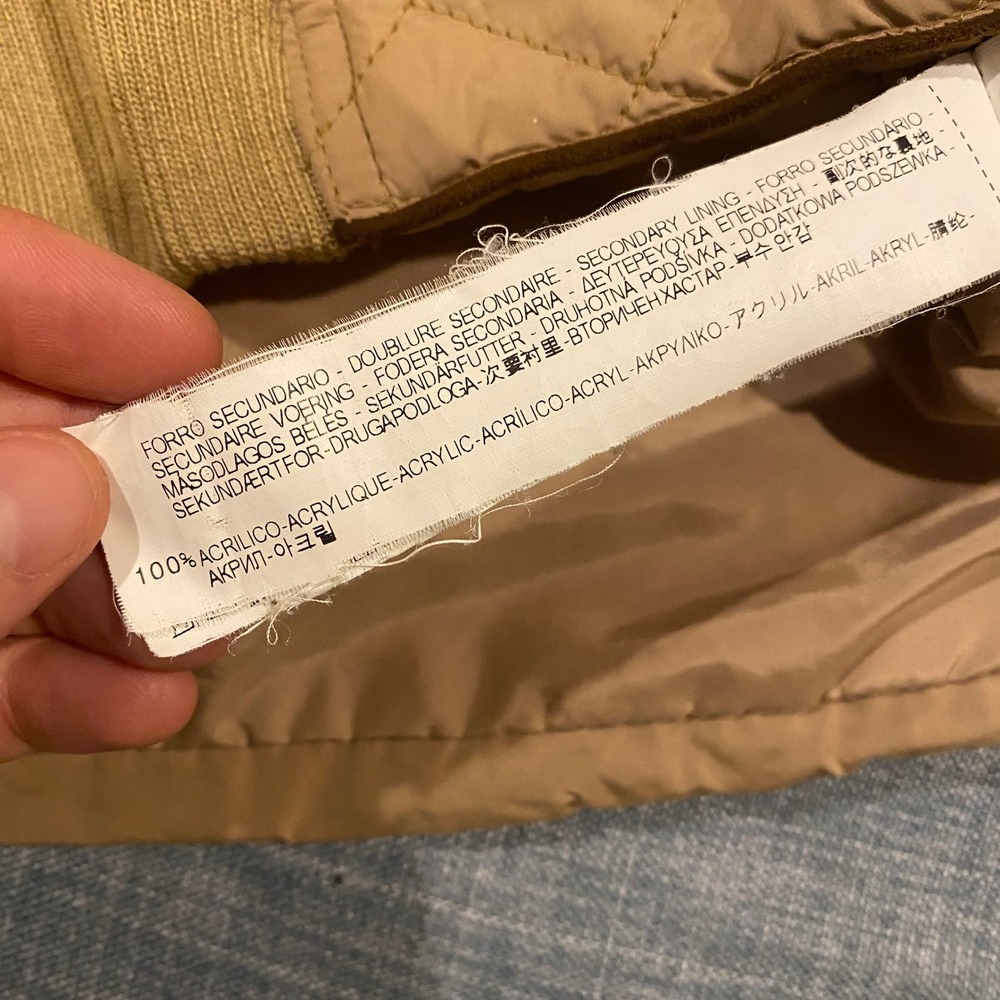 FORRO SECUNDARIO - DOUBLURE SECONDAIRE - SECONDARY LINING - FORRO SECUNDÁRIO -
SECUNDAIRE VOERING - FODERA SECONDARIA - ΔΕΥΤΕΡΕΥΟΥΣΑ ΕΠΕΝΔΥΣΗ - 副次的な裏地 -
MÁSODLAGOS BÉLÉS - SEKUNDÄRFUTTER - DRUHOTNÁ PODŠÍVKA - DODATKOWA PODSZEWKA -
SEKUNDÆRTFOR-DRUGAPODLOGA-次要衬里-ВТОРИЧЕНХАСТАР-부수 안감
100% ACRILICO-ACRYLIQUE-ACRYLIC-ACRÍLICO-ACRYL-ΑΚΡΥΛΙΚΟ-アクリル-AKRIL-AKRYL-腈纶-
АКРИЛ-아크릴